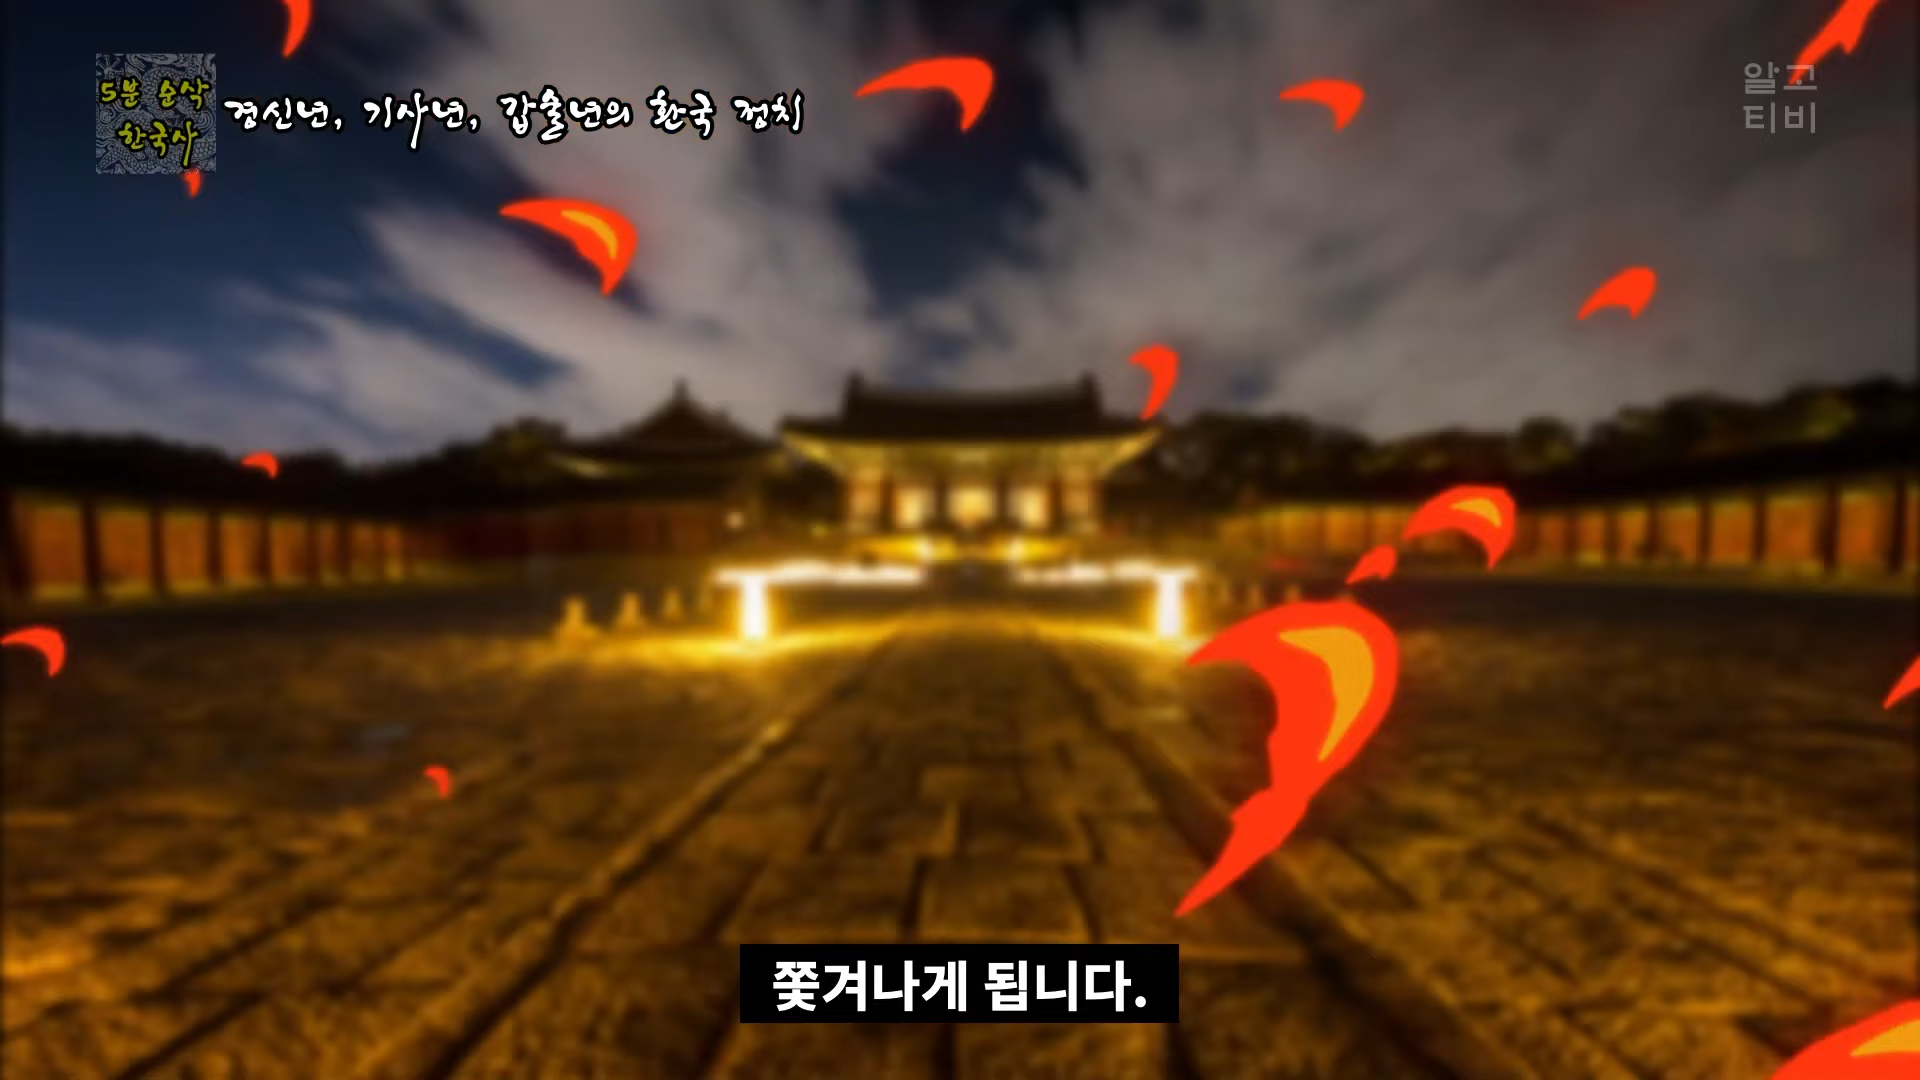 5분 순삭
한국사
경신년, 기사년, 갑술년의 환국 정치
알고
티비
쫓겨나게 됩니다.